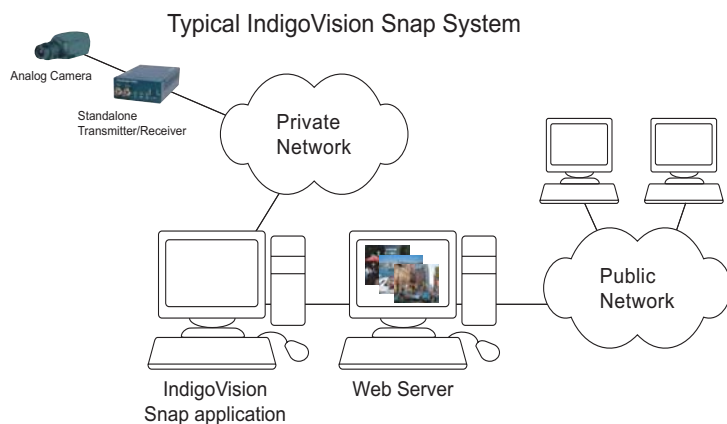 Typical IndigoVision Snap System
Analog Camera
Standalone
Transmitter/Receiver
Private
Network
Public
Network
IndigoVision
Snap application
Web Server